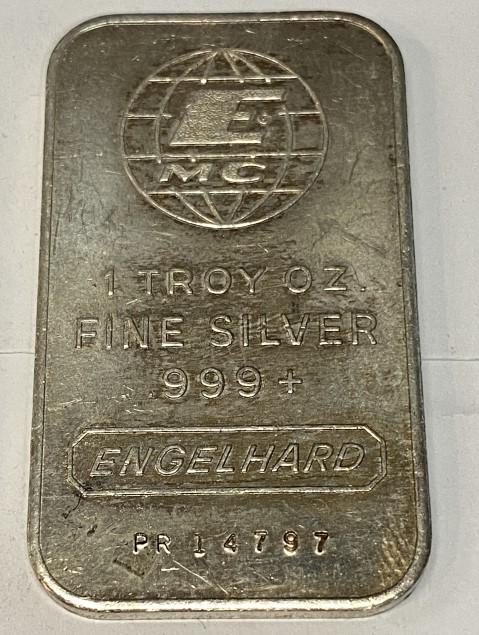 E
MC
1 TROY OZ.
FINE SILVER
999+
ENGELHARD
PR 14797